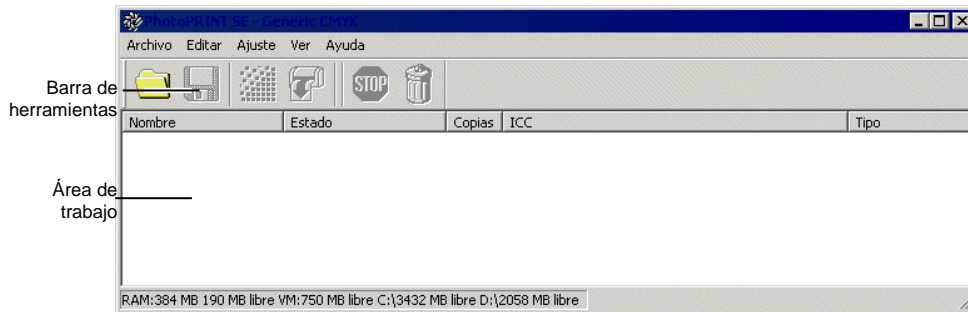 PhotoPRINT SE - Generic CMYK
Archivo Editar Ajuste Ver Ayuda
STOP
Barra de
herramientas
Nombre Estado Copias ICC Tipo
Área de
trabajo
RAM:384 MB 190 MB libre VM:750 MB libre C:\3432 MB libre D:\2058 MB libre